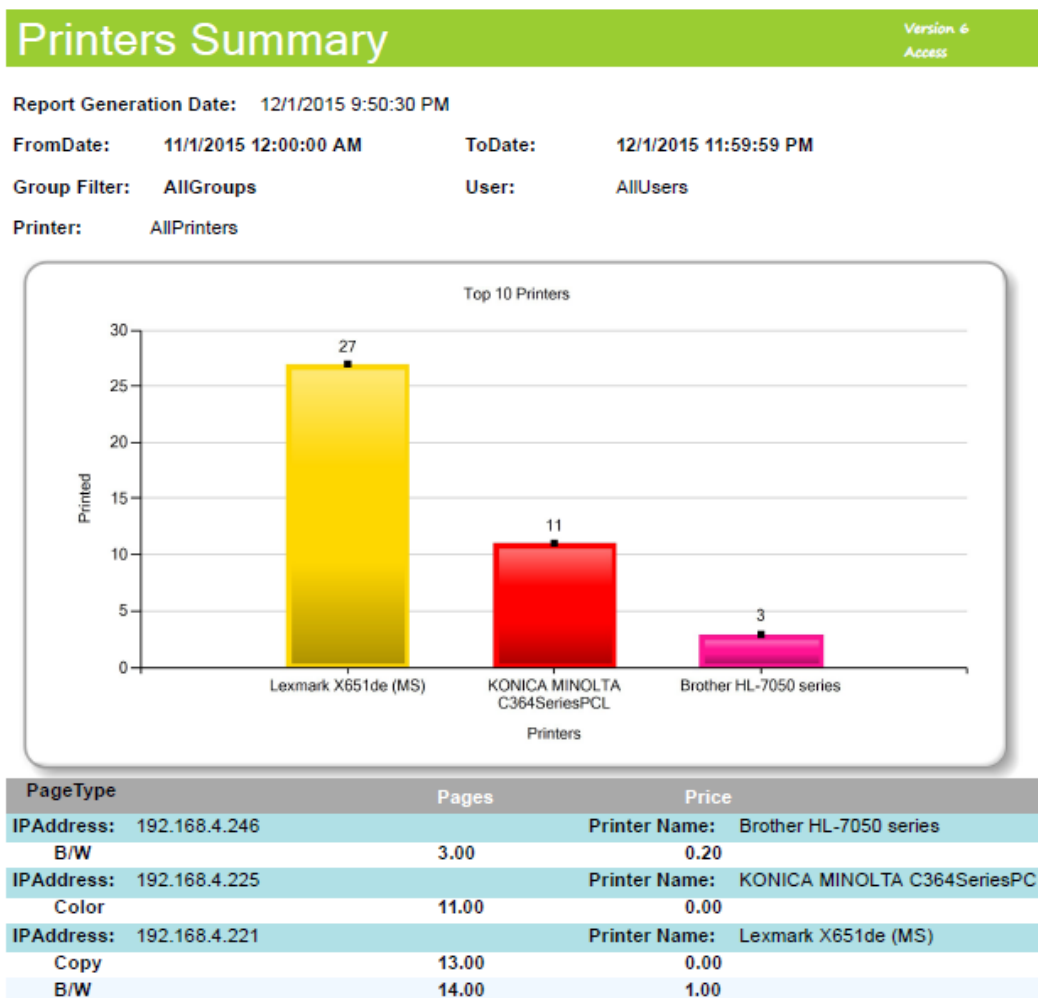 Printers Summary
Version 6
Access
Report Generation Date: 12/1/2015 9:50:30 PM
FromDate: 11/1/2015 12:00:00 AM ToDate: 12/1/2015 11:59:59 PM
Group Filter: AllGroups User: AllUsers
Printer: AllPrinters
Top 10 Printers
30
27
25
20
Printed
15
11
10
5
3
0
Lexmark X651de (MS) KONICA MINOLTA Brother HL-7050 series
C364SeriesPCL
Printers
PageType Pages Price
IPAddress: 192.168.4.246 Printer Name: Brother HL-7050 series
B/W 3.00 0.20
IPAddress: 192.168.4.225 Printer Name: KONICA MINOLTA C364SeriesPC
Color 11.00 0.00
IPAddress: 192.168.4.221 Printer Name: Lexmark X651de (MS)
Copy 13.00 0.00
B/W 14.00 1.00